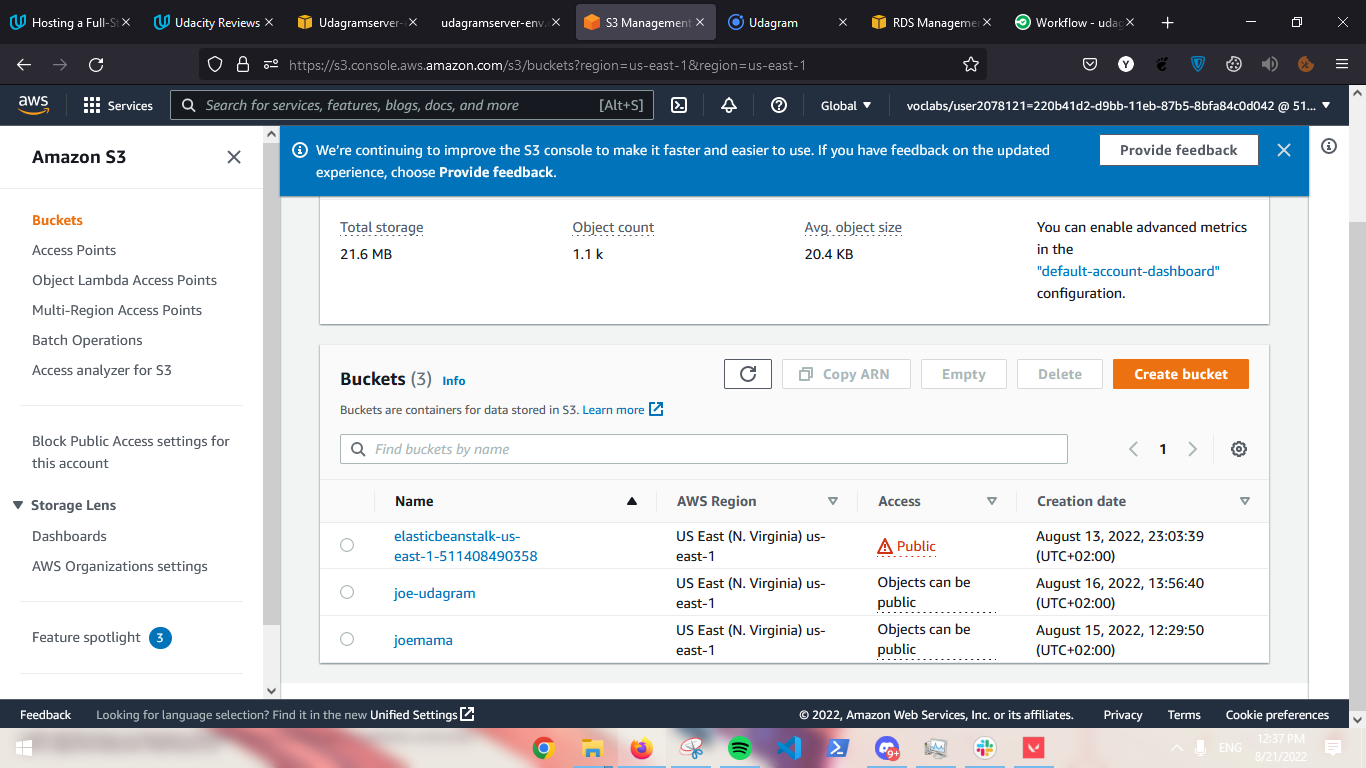 Hosting a Full-St
Udacity Reviews
Udagramserver-
udagramserver-env.
S3 Management
Udagram
RDS Manageme
Workflow - udag
https://s3.console.aws.amazon.com/s3/buckets?region=us-east-1&region=us-east-1
aws
Services
Search for services, features, blogs, docs, and more
[Alt+S]
Global
voclabs/user2078121=220b41d2-d9bb-11eb-87b5-8bfa84c0d042 @ 51...
Amazon S3
Buckets
Access Points
Object Lambda Access Points
Multi-Region Access Points
Batch Operations
Access analyzer for S3
Block Public Access settings for
this account
Storage Lens
Dashboards
AWS Organizations settings
Feature spotlight 3
We're continuing to improve the S3 console to make it faster and easier to use. If you have feedback on the updated
experience, choose Provide feedback.
Provide feedback
Total storage
21.6 MB
Object count
1.1 k
Avg. object size
20.4 KB
You can enable advanced metrics
in the
"default-account-dashboard"
configuration.
Buckets (3) Info
Copy ARN
Empty
Delete
Create bucket
Buckets are containers for data stored in S3. Learn more
Find buckets by name
1
Name
AWS Region
Access
Creation date
elasticbeanstalk-us-
east-1-511408490358
US East (N. Virginia) us-
east-1
Public
August 13, 2022, 23:03:39
(UTC+02:00)
joe-udagram
US East (N. Virginia) us-
east-1
Objects can be
public
August 16, 2022, 13:56:40
(UTC+02:00)
joemama
US East (N. Virginia) us-
east-1
Objects can be
public
August 15, 2022, 12:29:50
(UTC+02:00)
Feedback
Looking for language selection? Find it in the new Unified Settings
© 2022, Amazon Web Services, Inc. or its affiliates.
Privacy
Terms
Cookie preferences
9+
ENG
12:37 PM
8/21/2022